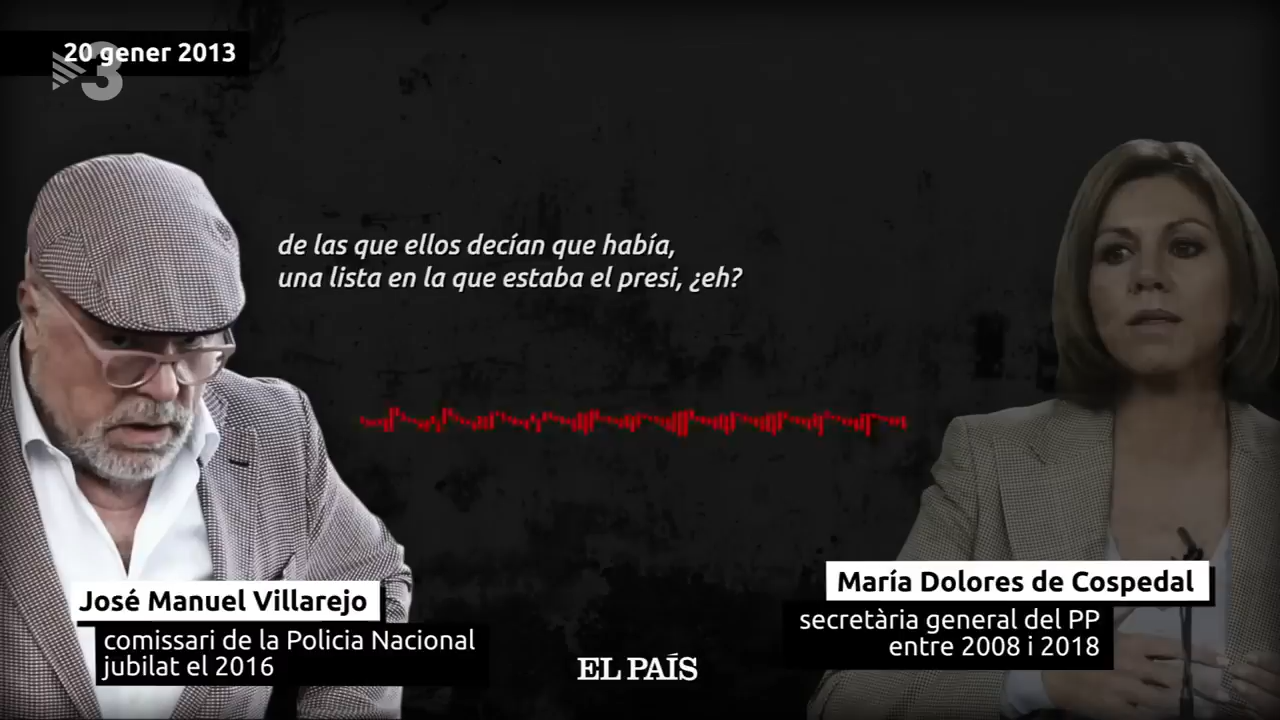 20 gener 2013
3
de las que ellos decían que había,
una lista en la que estaba el presi, ¿eh?
José Manuel Villarejo
comissari de la Policia Nacional
jubilat el 2016
EL PAÍS
María Dolores de Cospedal
secretària general del PP
entre 2008 i 2018